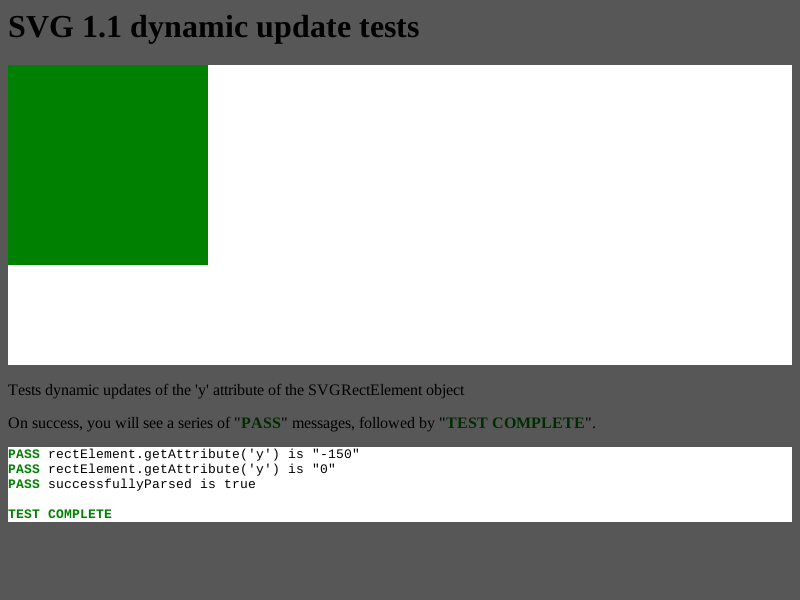 SVG 1.1 dynamic update tests
Tests dynamic updates of the 'y' attribute of the SVGRectElement object
On success, you will see a series of "PASS" messages, followed by "TEST COMPLETE".
PASS rectElement.getAttribute('y') is "-150"
PASS rectElement.getAttribute('y') is "0"
PASS successfullyParsed is true
TEST COMPLETE